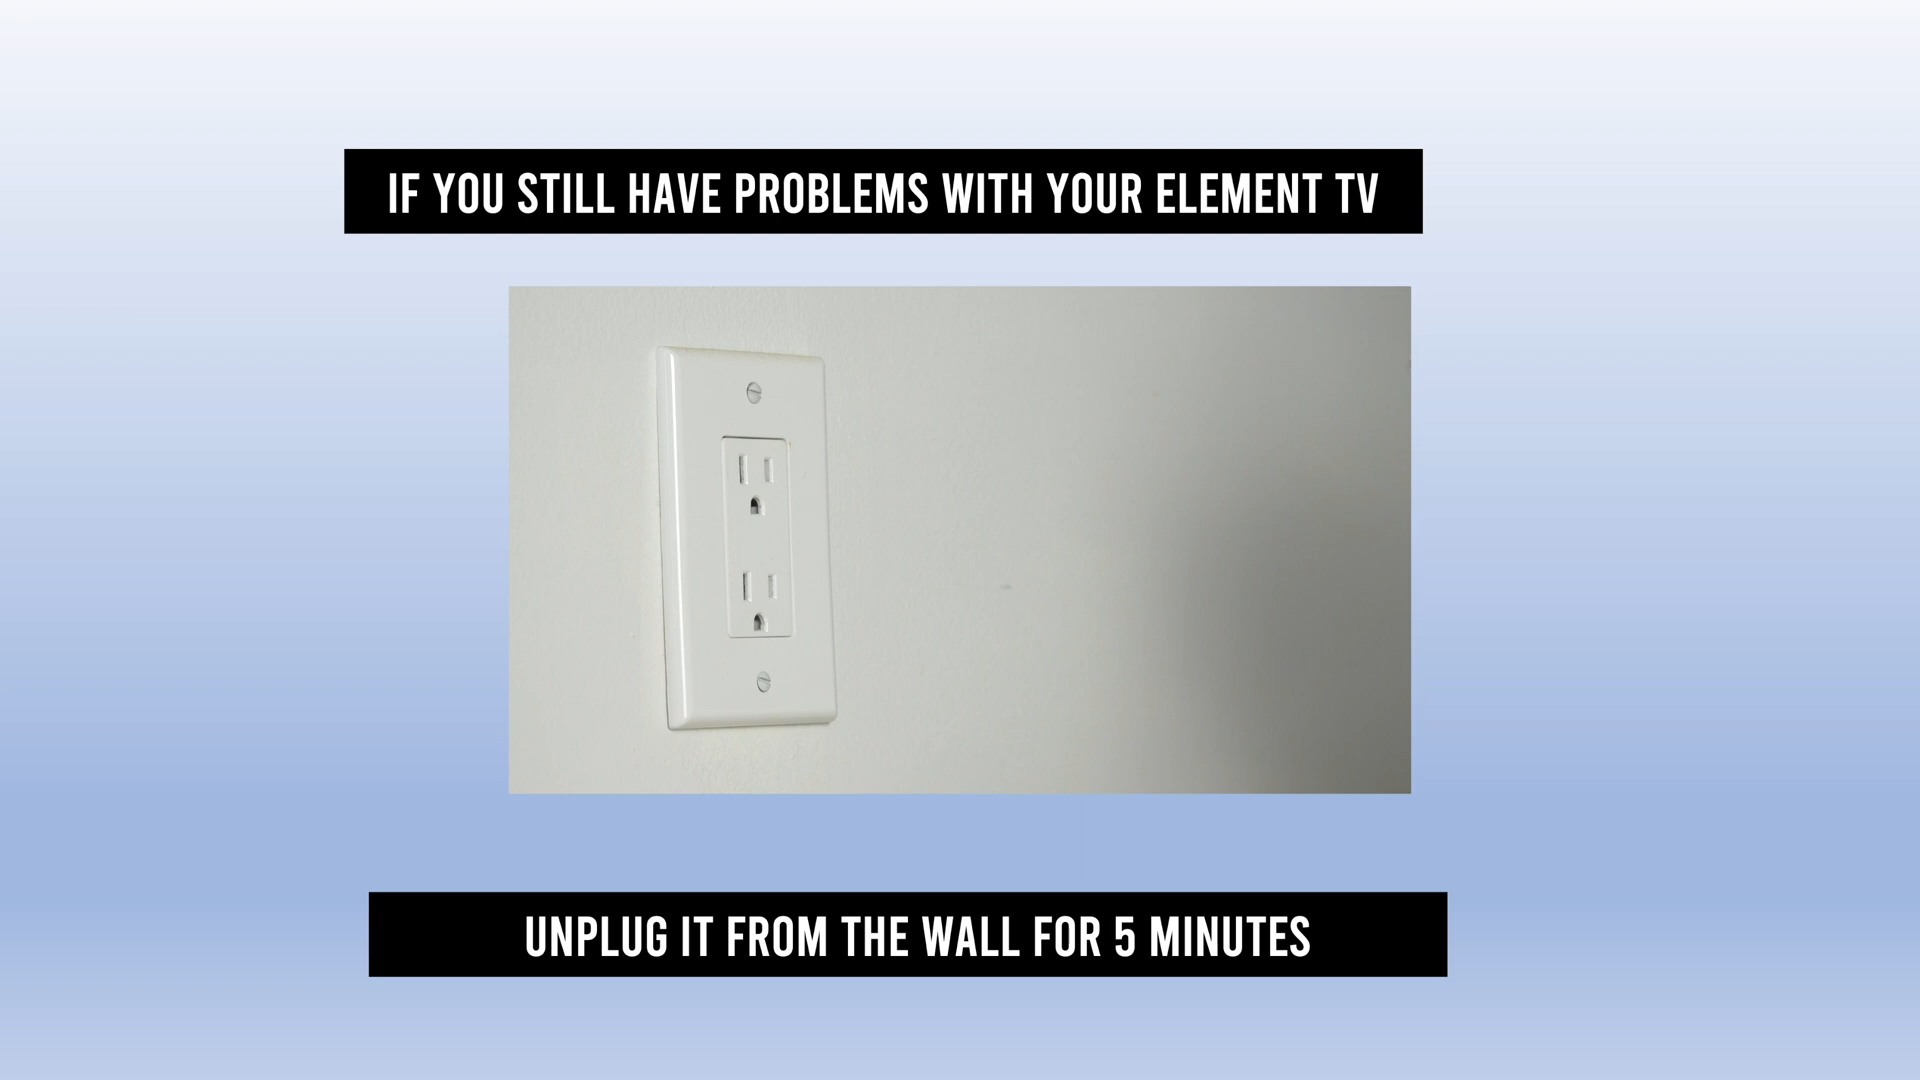 IF YOU STILL HAVE PROBLEMS WITH YOUR ELEMENT TV
UNPLUG IT FROM THE WALL FOR 5 MINUTES